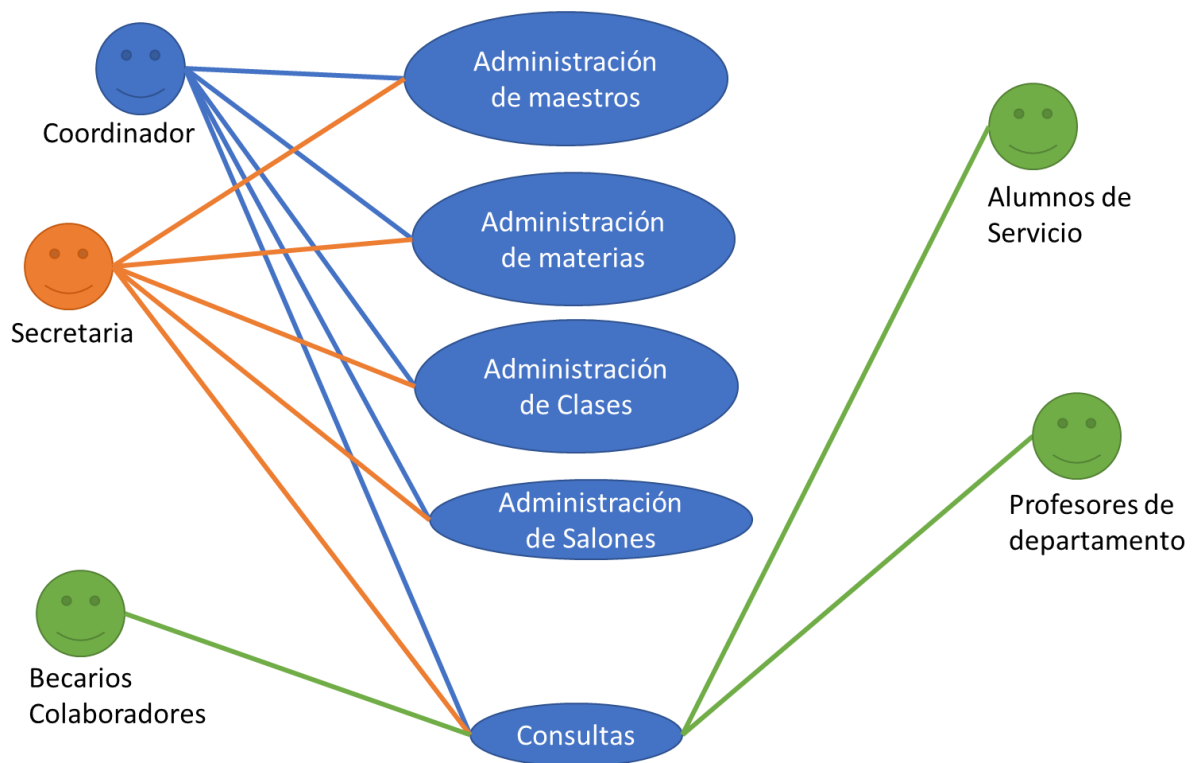 Coordinador
Secretaria
Becarios
Colaboradores
Administración
de maestros
Administración
de materias
Administración
de Clases
Administración
de Salones
Consultas
Alumnos de
Servicio
Profesores de
departamento